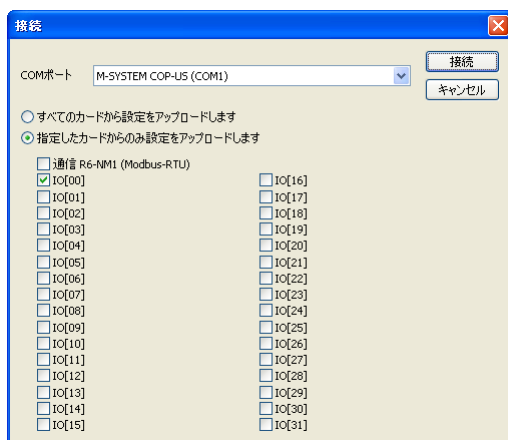 接続
COMポート M-SYSTEM COP-US (COM1) 接続
キャンセル
すべてのカードから設定をアップロードします
指定したカードからのみ設定をアップロードします
通信 R6-NM1 (Modbus-RTU)
IO[00] IO[16]
IO[01] IO[17]
IO[02] IO[18]
IO[03] IO[19]
IO[04] IO[20]
IO[05] IO[21]
IO[06] IO[22]
IO[07] IO[23]
IO[08] IO[24]
IO[09] IO[25]
IO[10] IO[26]
IO[11] IO[27]
IO[12] IO[28]
IO[13] IO[29]
IO[14] IO[30]
IO[15] IO[31]